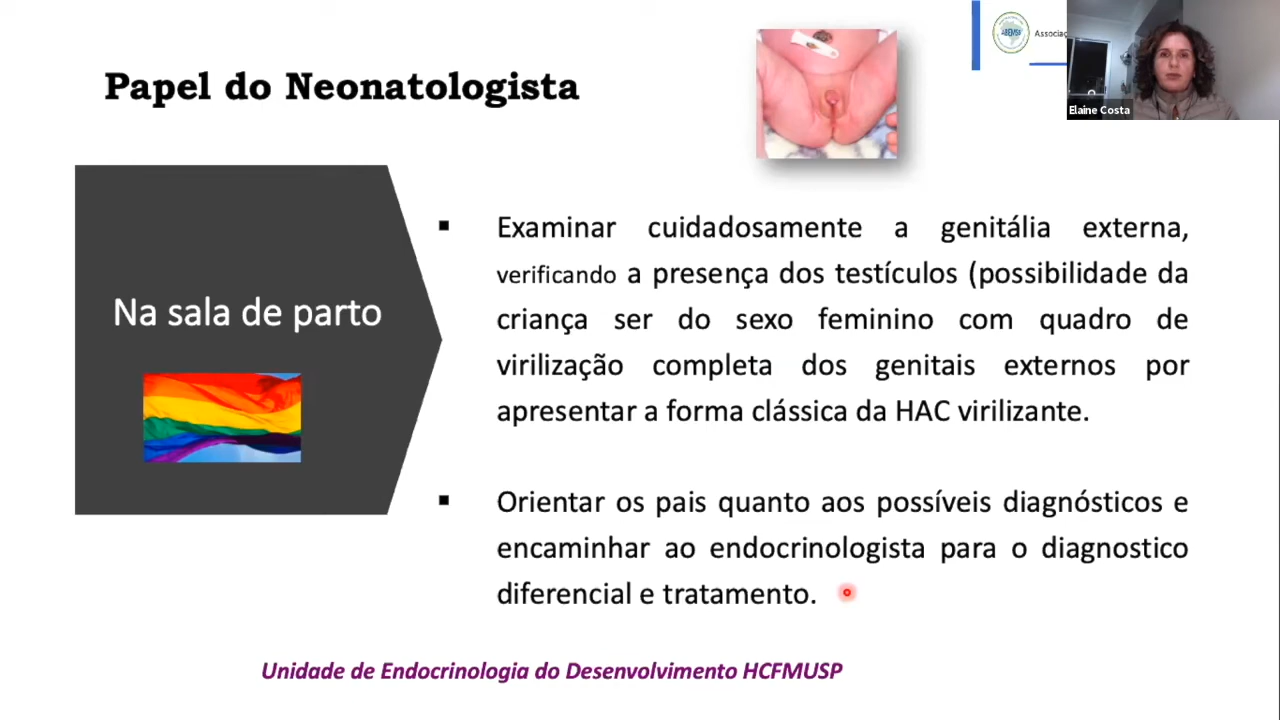 Papel do Neonatologista
Associaç
Elaine Costa
Na sala de parto
▪ Examinar cuidadosamente a genitália externa,
verificando a presença dos testículos (possibilidade da
criança ser do sexo feminino com quadro de
virilização completa dos genitais externos por
apresentar a forma clássica da HAC virilizante.
▪ Orientar os pais quanto aos possíveis diagnósticos e
encaminhar ao endocrinologista para o diagnostico
diferencial e tratamento.
Unidade de Endocrinologia do Desenvolvimento HCFMUSP